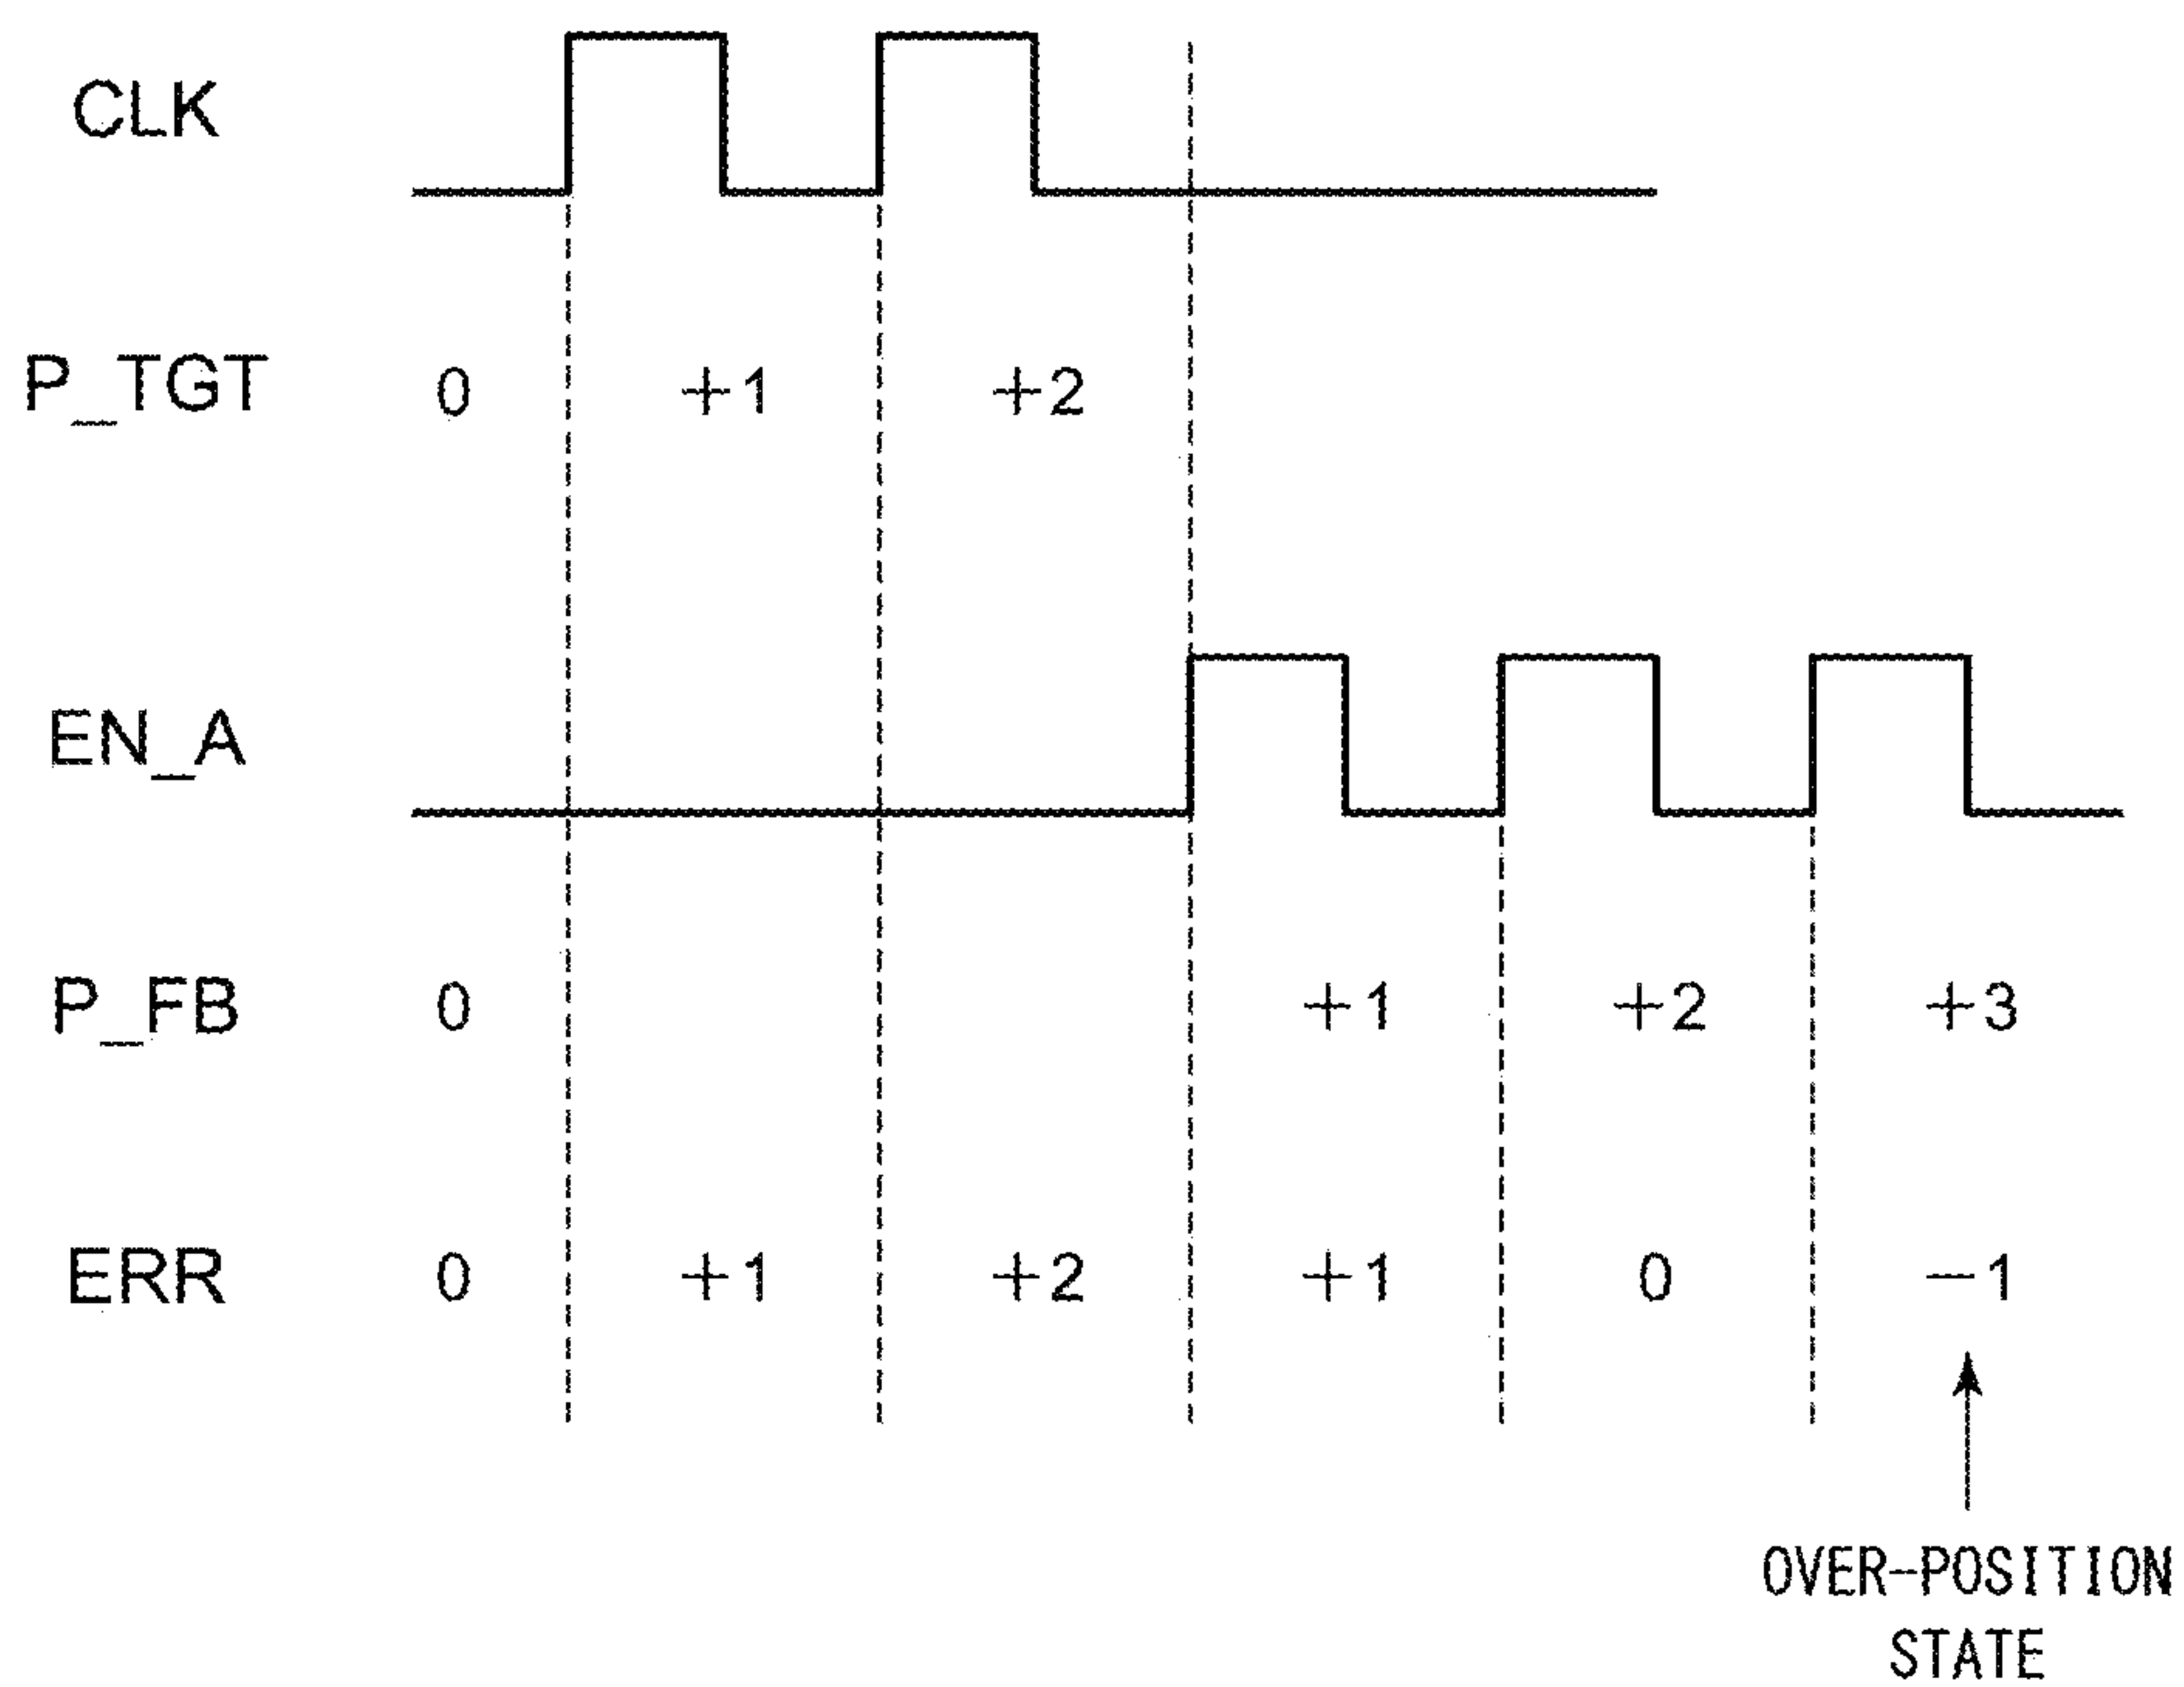 CLK
P_TGT 0 +1 +2
EN_A
P_FB 0 +1 +2 +3
ERR 0 +1 +2 +1 0 −1
OVER-POSITION
STATE